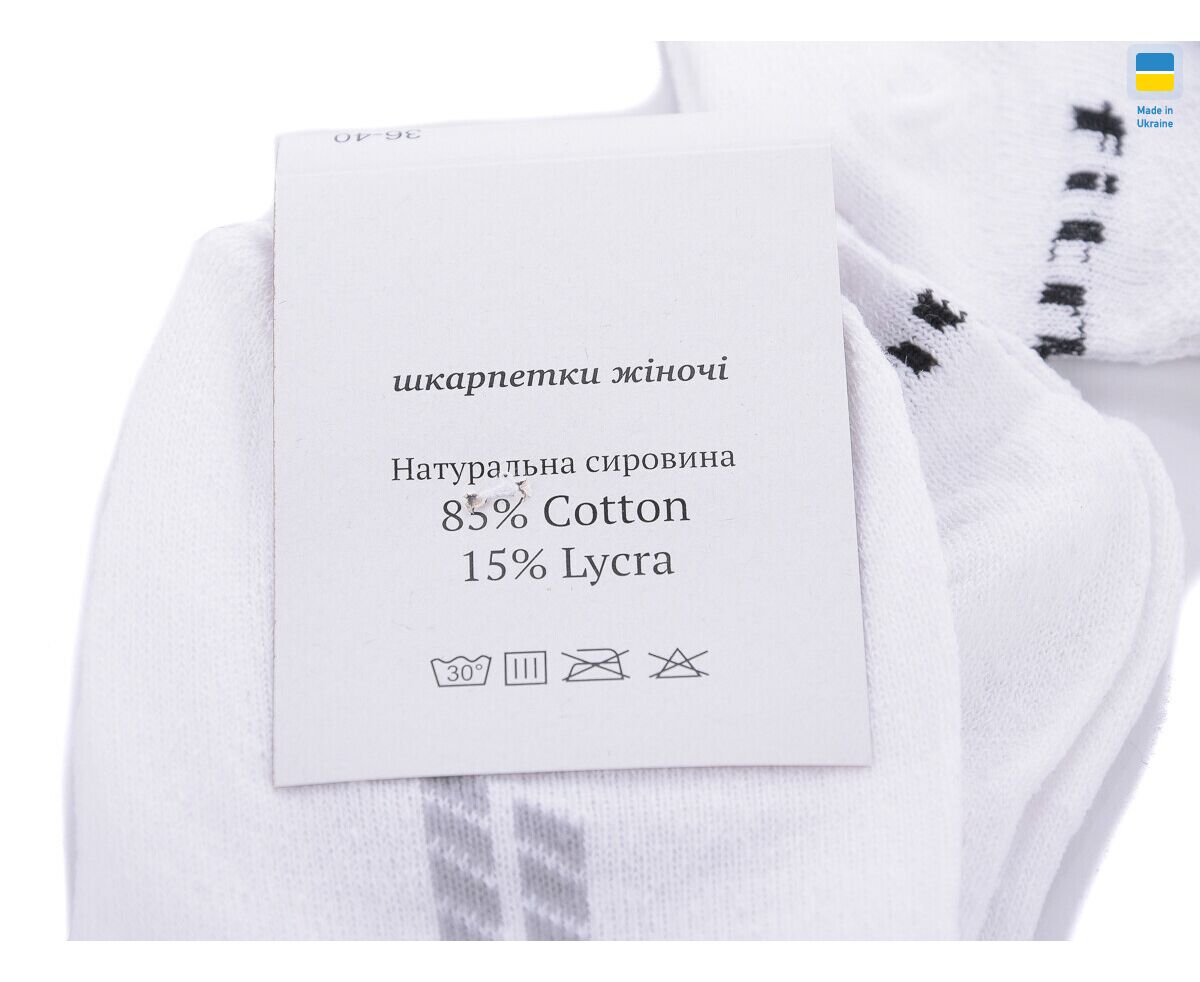 Made in
Ukraine
36-40
шкарпетки жіночі
Натуральна сировина
85% Cotton
15% Lycra
30°